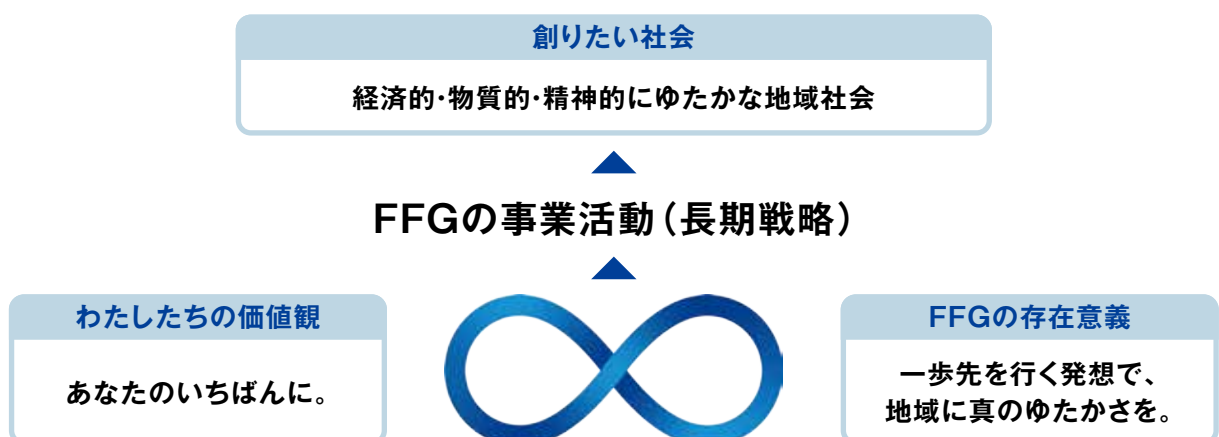 創りたい社会
経済的・物質的・精神的にゆたかな地域社会
FFGの事業活動（長期戦略）
わたしたちの価値観
あなたのいちばんに。
FFGの存在意義
一歩先を行く発想で、
地域に真のゆたかさを。